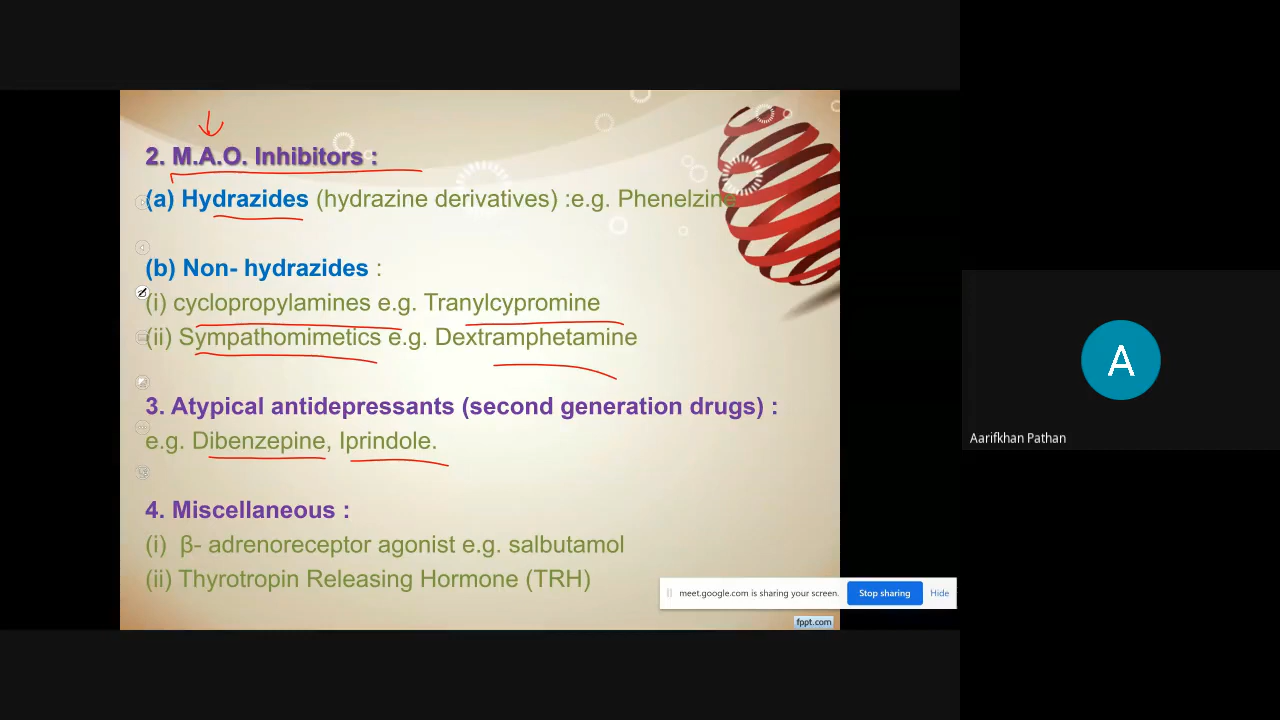 2. M.A.O. Inhibitors :
(a) Hydrazides (hydrazine derivatives) :e.g. Phenelzine
(b) Non- hydrazides :
(i) cyclopropylamines e.g. Tranylcypromine
(ii) Sympathomimetics e.g. Dextramphetamine
3. Atypical antidepressants (second generation drugs) :
e.g. Dibenzepine, Iprindole.
4. Miscellaneous :
(i) β- adrenoreceptor agonist e.g. salbutamol
(ii) Thyrotropin Releasing Hormone (TRH)
meet.google.com is sharing your screen. Stop sharing Hide
fppt.com
A
Aarifkhan Pathan